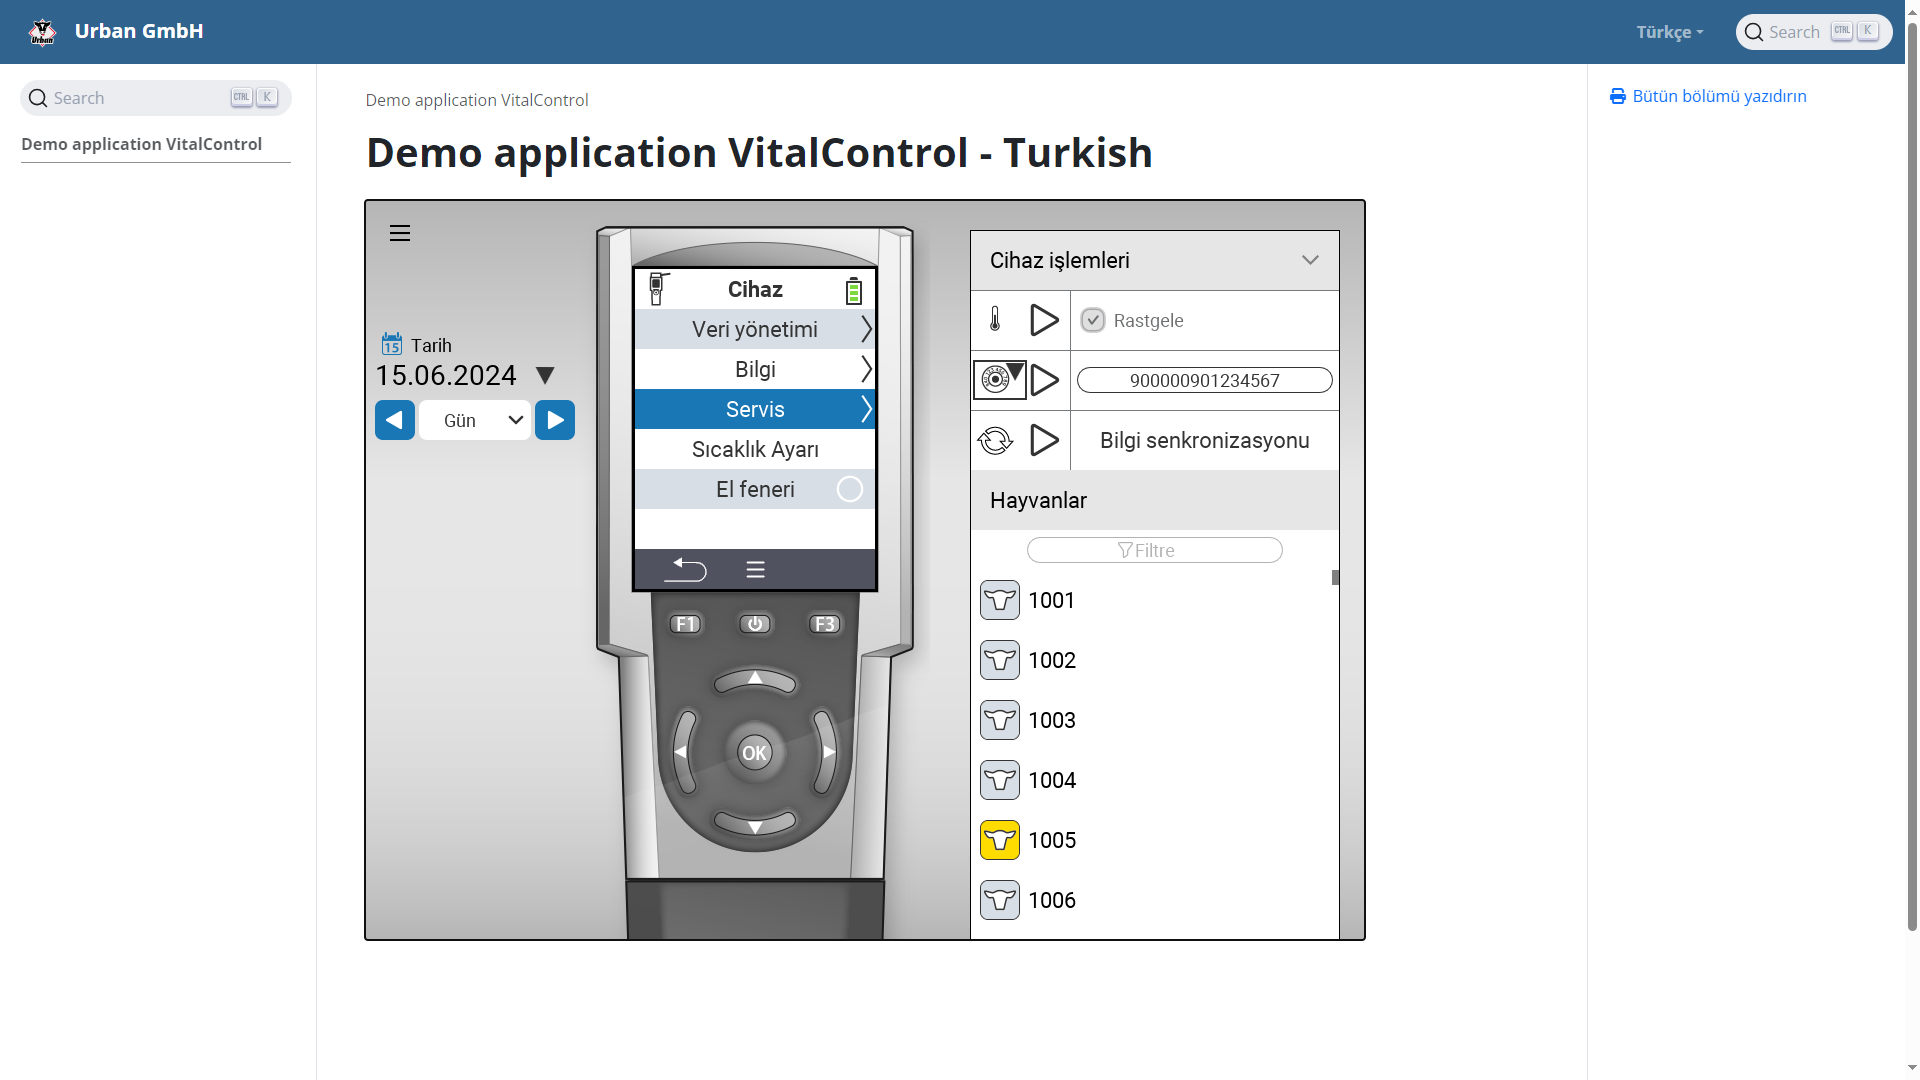 Urban
Urban GmbH
Türkçe
Search CTRL K
Search CTRL K
Demo application VitalControl
Demo application VitalControl
Bütün bölümü yazıdırın
Demo application VitalControl - Turkish
15 Tarih
15.06.2024
Gün
Cihaz
Veri yönetimi
Bilgi
Servis
Sıcaklık Ayarı
El feneri
F1
F3
OK
Cihaz işlemleri
Rastgele
900000901234567
Bilgi senkronizasyonu
Hayvanlar
Filtre
1001
1002
1003
1004
1005
1006